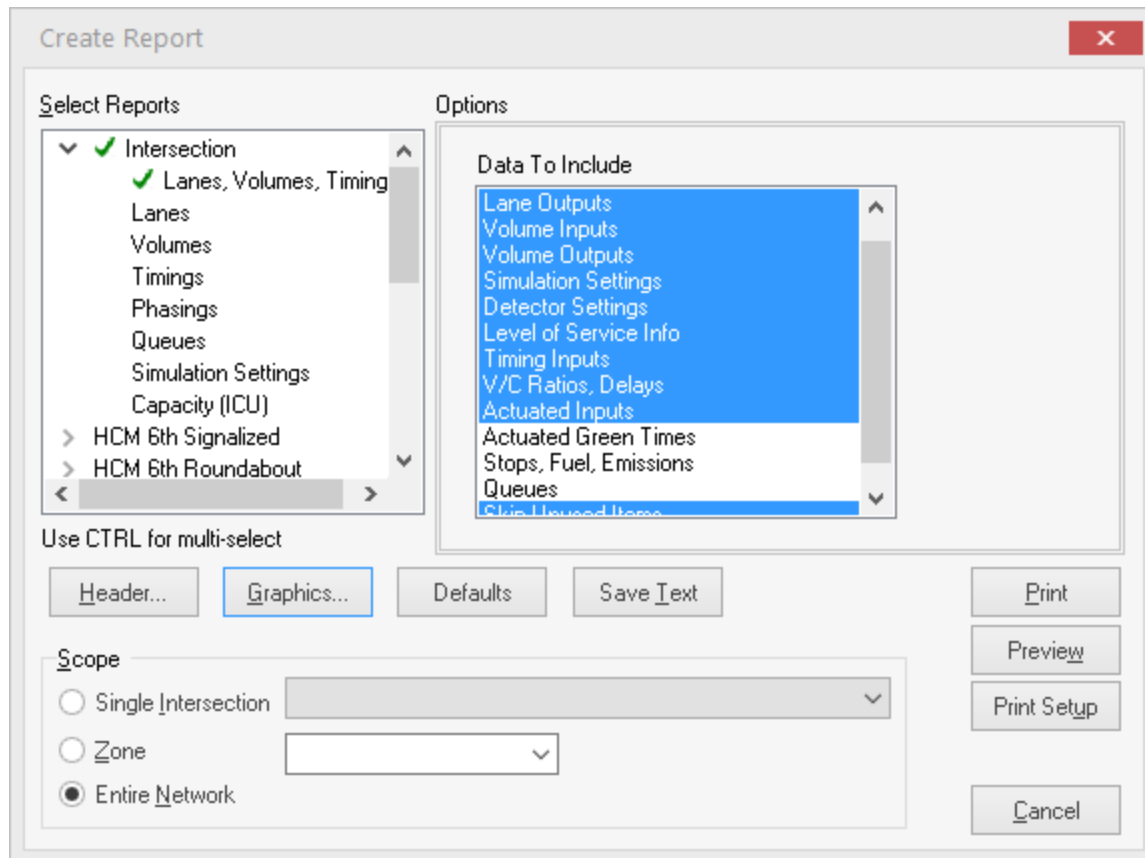 Create Report
Select Reports
Intersection
Lanes, Volumes, Timing
Lanes
Volumes
Timings
Phasings
Queues
Simulation Settings
Capacity (ICU)
HCM 6th Signalized
HCM 6th Roundabout
Use CTRL for multi-select
Options
Data To Include
Lane Outputs
Volume Inputs
Volume Outputs
Simulation Settings
Detector Settings
Level of Service Info
Timing Inputs
V/C Ratios, Delays
Actuated Inputs
Actuated Green Times
Stops, Fuel, Emissions
Queues
Skip Unused Items
Header... Graphics... Defaults Save Text Print
Preview
Print Setup
Cancel
Scope
Single Intersection
Zone
Entire Network